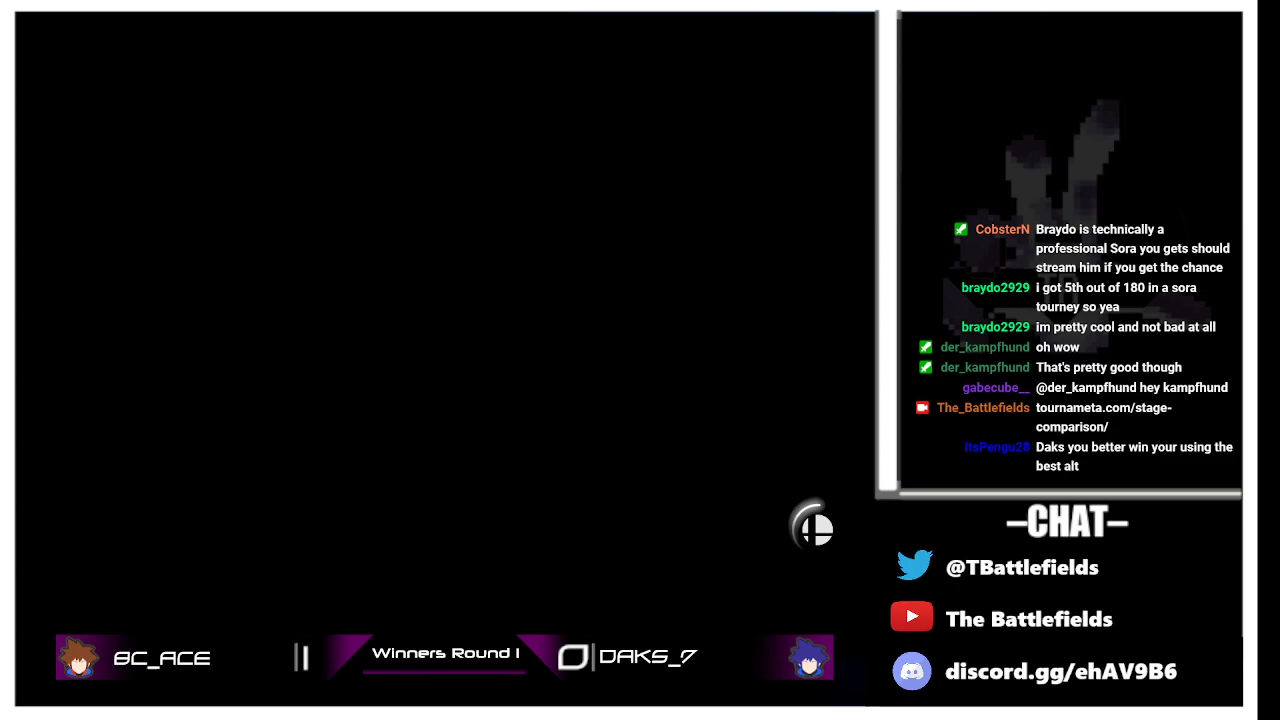 CobsterN Braydo is technically a
professional Sora you gets should
stream him if you get the chance
braydo2929 i got 5th out of 180 in a sora
tourney so yea
braydo2929 im pretty cool and not bad at all
der_kampfhund oh wow
der_kampfhund That's pretty good though
gabecube__ @der_kampfhund hey kampfhund
The_Battlefields tournameta.com/stage-
comparison/
ItsPengu28 Daks you better win your using the
best alt
–CHAT–
@TBattlefields
The Battlefields
discord.gg/ehAV9B6
8C_ACE
Winners Round 1
DAKS_7